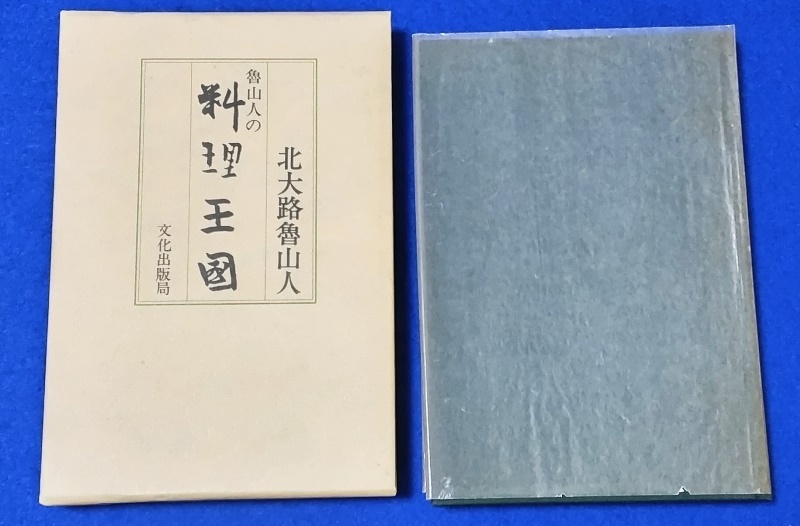 北大路魯山人
魯山人の
料理王國
文化出版局